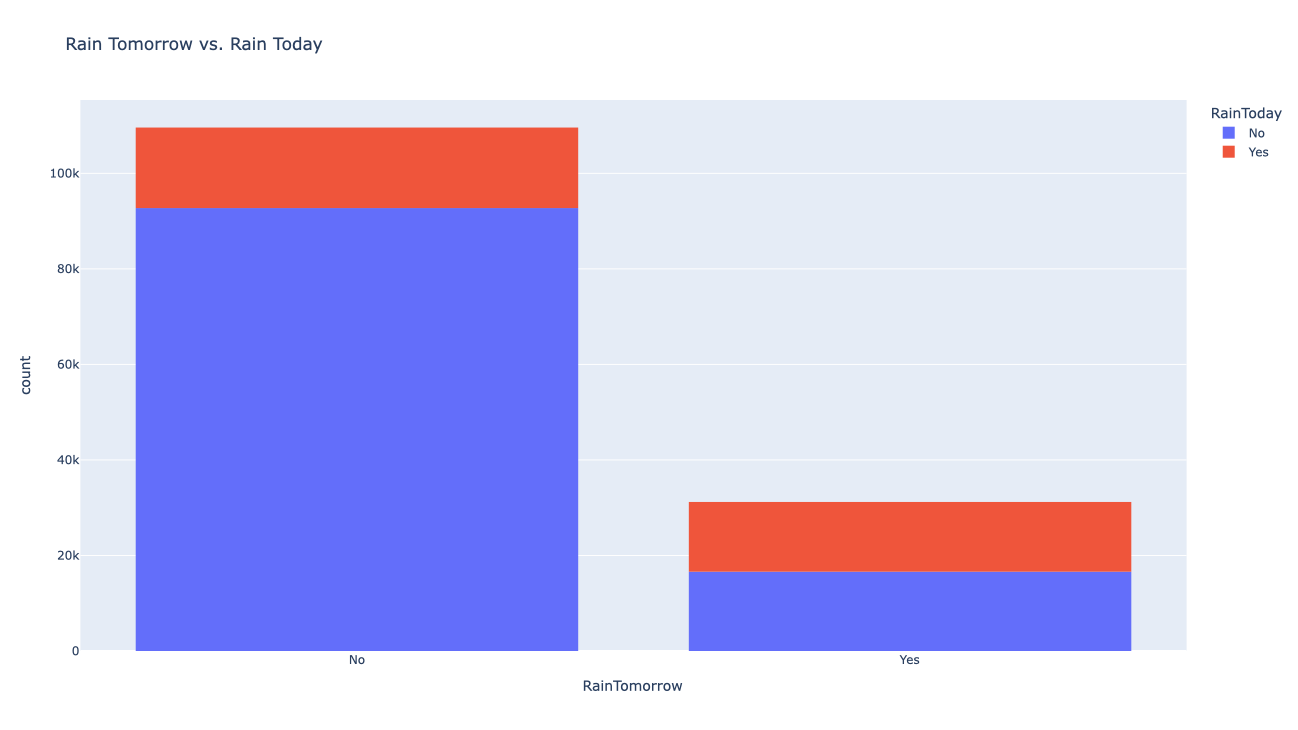 Rain Tomorrow vs. Rain Today
RainToday
No
Yes
100k
80k
60k
40k
20k
0
count
No
Yes
RainTomorrow